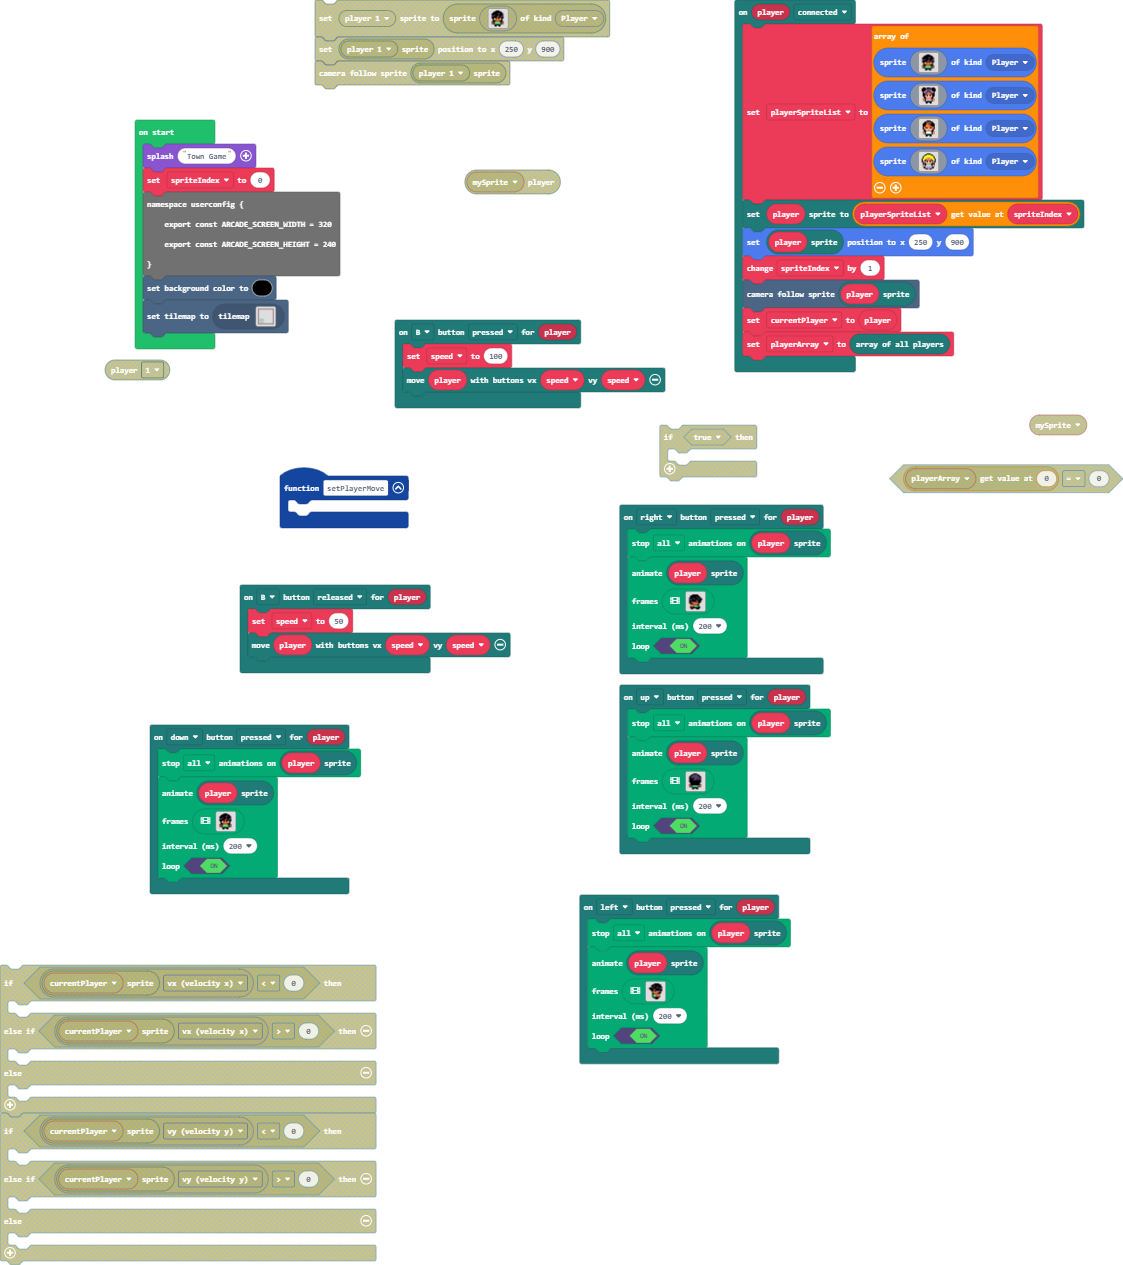 set player 1 sprite to sprite of kind Player
set player 1 sprite position to x 250 y 900
camera follow sprite player 1 sprite
on player connected
set playerSpriteList to
array of
sprite of kind Player
sprite of kind Player
sprite of kind Player
sprite of kind Player
set player sprite to playerSpriteList get value at spriteIndex
set player sprite position to x 250 y 900
change spriteIndex by 1
camera follow sprite player sprite
set currentPlayer to player
set playerArray to array of all players
on start
splash "Town Game"
set spriteIndex to 0
namespace userconfig {
export const ARCADE_SCREEN_WIDTH = 320
export const ARCADE_SCREEN_HEIGHT = 240
}
set background color to
set tilemap to tilemap
mySprite player
player 1
on B button pressed for player
set speed to 100
move player with buttons vx speed vy speed
if true then
mySprite
playerArray get value at 0 = 0
function setPlayerMove
on right button pressed for player
stop all animations on player sprite
animate player sprite
frames
interval (ms) 200
loop ON
on B button released for player
set speed to 50
move player with buttons vx speed vy speed
on up button pressed for player
stop all animations on player sprite
animate player sprite
frames
interval (ms) 200
loop ON
on down button pressed for player
stop all animations on player sprite
animate player sprite
frames
interval (ms) 200
loop ON
on left button pressed for player
stop all animations on player sprite
animate player sprite
frames
interval (ms) 200
loop ON
if currentPlayer sprite vx (velocity x) < 0 then
else if currentPlayer sprite vx (velocity x) > 0 then
else
if currentPlayer sprite vy (velocity y) < 0 then
else if currentPlayer sprite vy (velocity y) > 0 then
else